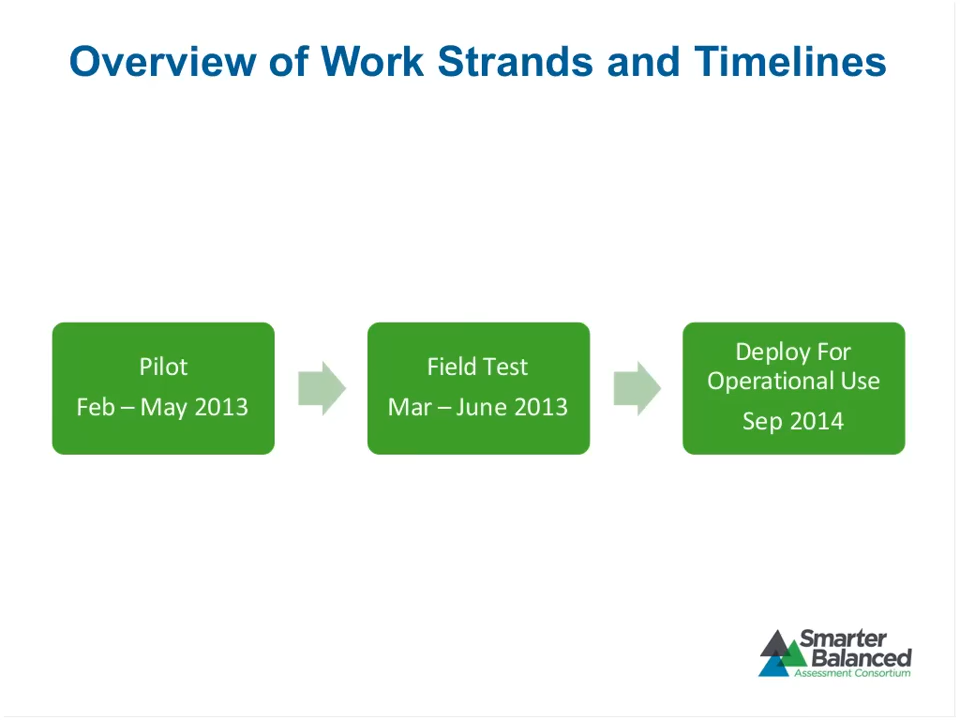 Overview of Work Strands and Timelines
Pilot
Feb – May 2013
Field Test
Mar – June 2013
Deploy For
Operational Use
Sep 2014
Smarter
Balanced
Assessment Consortium